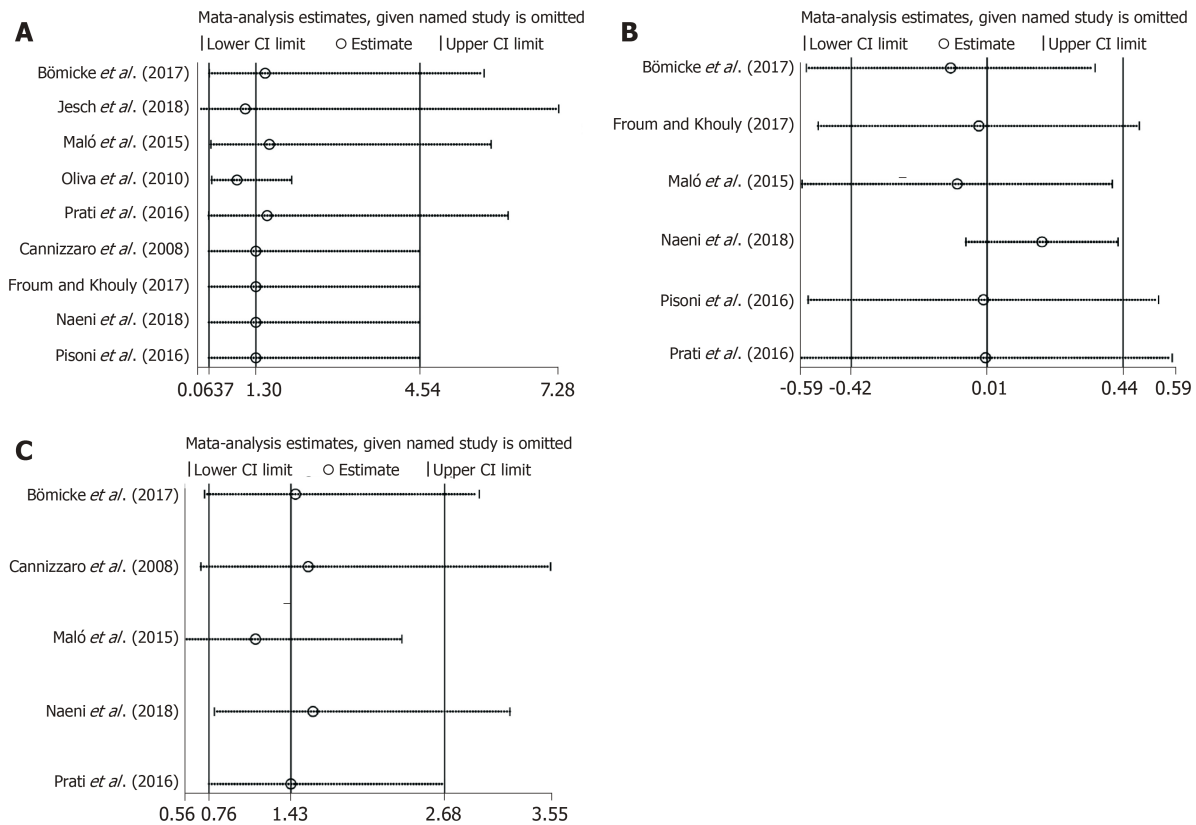 A
Mata-analysis estimates, given named study is omitted
Lower CI limit Estimate Upper CI limit
Bömicke et al. (2017)
Jesch et al. (2018)
Maló et al. (2015)
Oliva et al. (2010)
Prati et al. (2016)
Cannizzaro et al. (2008)
Froum and Khouly (2017)
Naeni et al. (2018)
Pisoni et al. (2016)
0.0637 1.30 4.54 7.28
B
Mata-analysis estimates, given named study is omitted
Lower CI limit Estimate Upper CI limit
Bömicke et al. (2017)
Froum and Khouly (2017)
Maló et al. (2015)
Naeni et al. (2018)
Pisoni et al. (2016)
Prati et al. (2016)
-0.59 -0.42 0.01 0.44 0.59
C
Mata-analysis estimates, given named study is omitted
Lower CI limit Estimate Upper CI limit
Bömicke et al. (2017)
Cannizzaro et al. (2008)
Maló et al. (2015)
Naeni et al. (2018)
Prati et al. (2016)
0.56 0.76 1.43 2.68 3.55